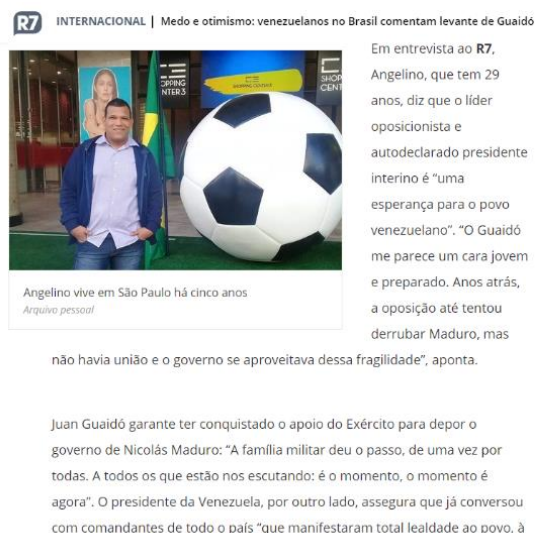 R7 INTERNACIONAL | Medo e otimismo: venezuelanos no Brasil comentam levante de Guaidó
SHOPPING
CENTER 3
SHOP
CENT
Angelino vive em São Paulo há cinco anos
Arquivo pessoal
Em entrevista ao R7,
Angelino, que tem 29
anos, diz que o líder
oposicionista e
autodeclarado presidente
interino é “uma
esperança para o povo
venezuelano”. “O Guaidó
me parece um cara jovem
e preparado. Anos atrás,
a oposição até tentou
derrubar Maduro, mas
não havia união e o governo se aproveitava dessa fragilidade”, aponta.
Juan Guaidó garante ter conquistado o apoio do Exército para depor o
governo de Nicolás Maduro: “A família militar deu o passo, de uma vez por
todas. A todos os que estão nos escutando: é o momento, o momento é
agora”. O presidente da Venezuela, por outro lado, assegura que já conversou
com comandantes de todo o país “que manifestaram total lealdade ao povo, à